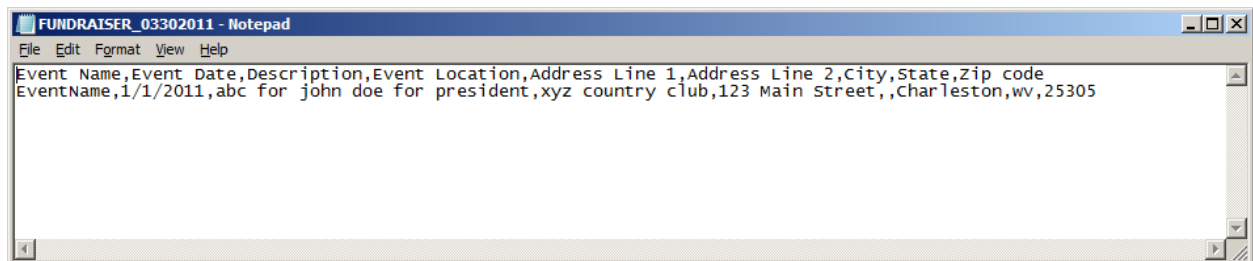 FUNDRAISER_03302011 - Notepad
File Edit Format View Help
Event Name,Event Date,Description,Event Location,Address Line 1,Address Line 2,City,State,Zip code
EventName,1/1/2011,abc for john doe for president,xyz country club,123 Main Street,,Charleston,wv,25305